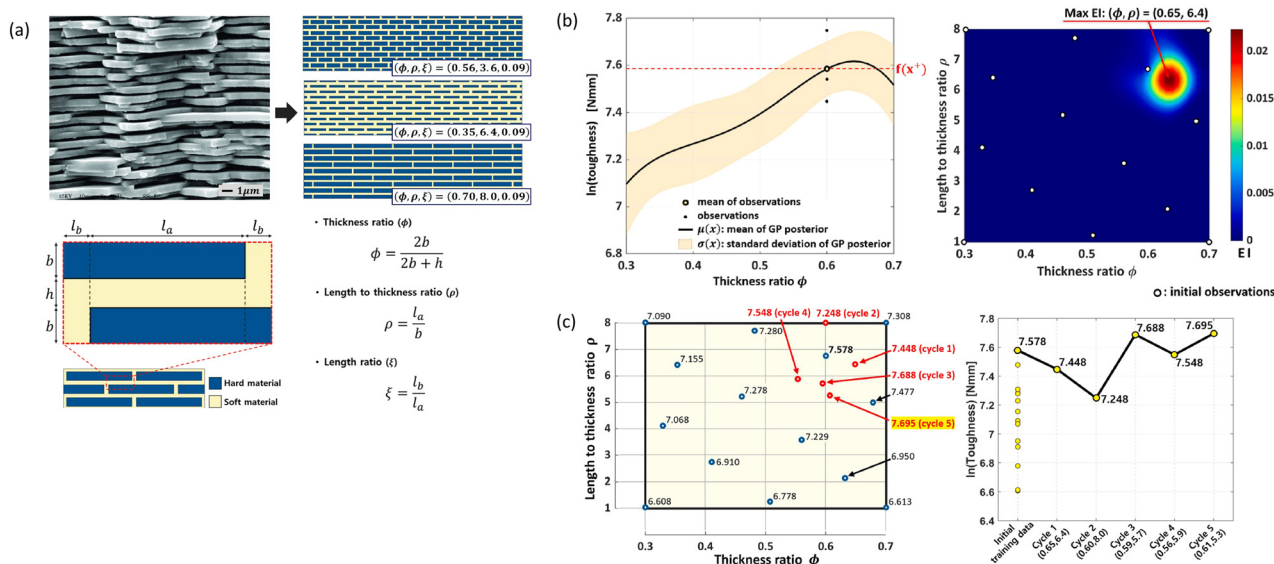 (a)
1μm
(ϕ, ρ, ξ) = (0.56, 3.6, 0.09)
(ϕ, ρ, ξ) = (0.35, 6.4, 0.09)
(ϕ, ρ, ξ) = (0.70, 8.0, 0.09)
l_b l_a l_b
b
h
b
Hard material
Soft material
• Thickness ratio (ϕ)
ϕ = 2b / (2b + h)
• Length to thickness ratio (ρ)
ρ = l_a / b
• Length ratio (ξ)
ξ = l_b / l_a
(b)
ln(toughness) [Nmm]
7.8
7.6
7.4
7.2
7
6.8
f(x⁺)
mean of observations
observations
μ(x): mean of GP posterior
σ(x): standard deviation of GP posterior
0.3 0.4 0.5 0.6 0.7
Thickness ratio ϕ
Max EI: (ϕ, ρ) = (0.65, 6.4)
Length to thickness ratio ρ
8
7
6
5
4
3
2
1
0.3 0.4 0.5 0.6 0.7
Thickness ratio ϕ
0.02
0.015
0.01
0.005
0
EI
: initial observations
(c)
Length to thickness ratio ρ
8
7
6
5
4
3
2
1
7.090
7.548 (cycle 4)
7.248 (cycle 2)
7.308
7.280
7.578
7.448 (cycle 1)
7.155
7.688 (cycle 3)
7.278
7.477
7.068
7.695 (cycle 5)
7.229
6.910
6.950
6.778
6.608
6.613
0.3 0.4 0.5 0.6 0.7
Thickness ratio ϕ
ln(Toughness) [Nmm]
7.8
7.6
7.4
7.2
7
6.8
6.6
6.4
7.578
7.448
7.248
7.688
7.548
7.695
Initial
training data
Cycle 1
(0.65,6.4)
Cycle 2
(0.60,8.0)
Cycle 3
(0.59,5.7)
Cycle 4
(0.56,5.9)
Cycle 5
(0.61,5.3)